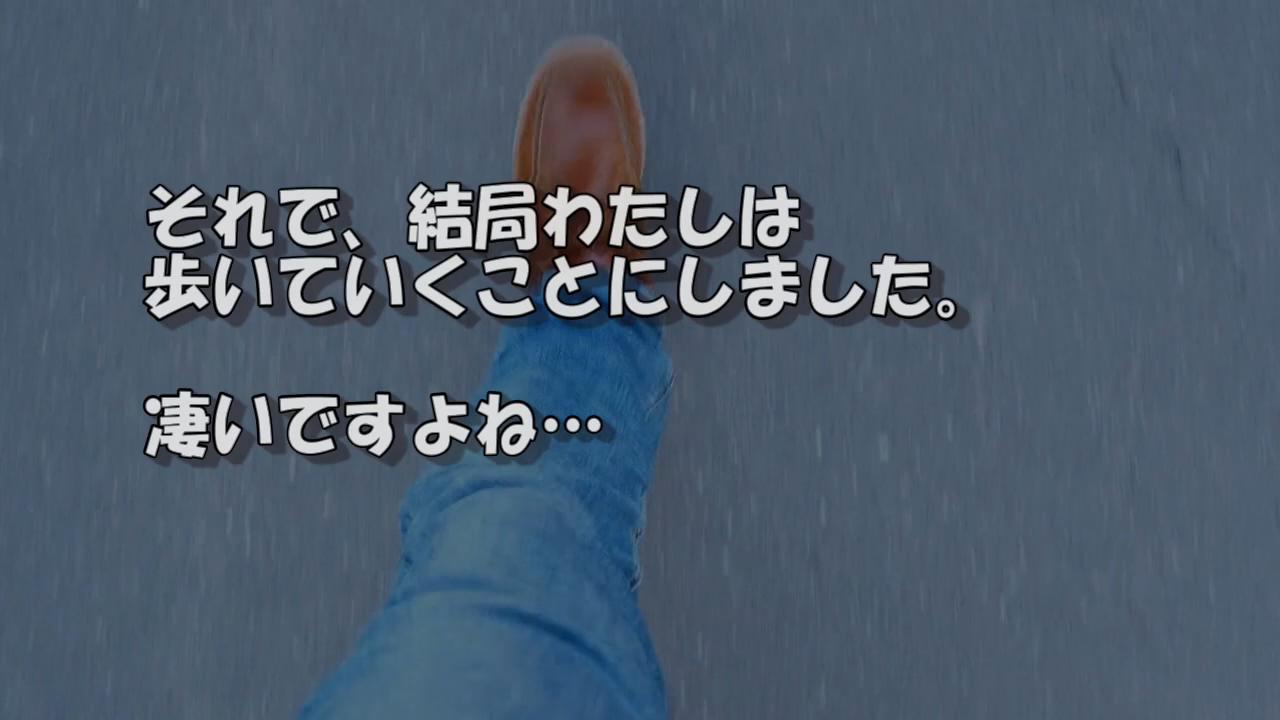 それで、結局わたしは
歩いていくことにしました。
凄いですよね…